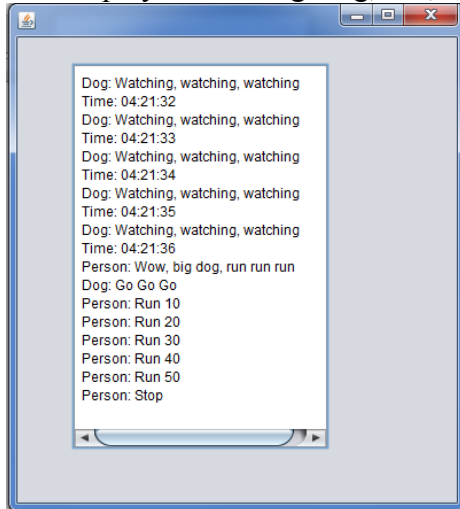 Dog: Watching, watching, watching
Time: 04:21:32
Dog: Watching, watching, watching
Time: 04:21:33
Dog: Watching, watching, watching
Time: 04:21:34
Dog: Watching, watching, watching
Time: 04:21:35
Dog: Watching, watching, watching
Time: 04:21:36
Person: Wow, big dog, run run run
Dog: Go Go Go
Person: Run 10
Person: Run 20
Person: Run 30
Person: Run 40
Person: Run 50
Person: Stop